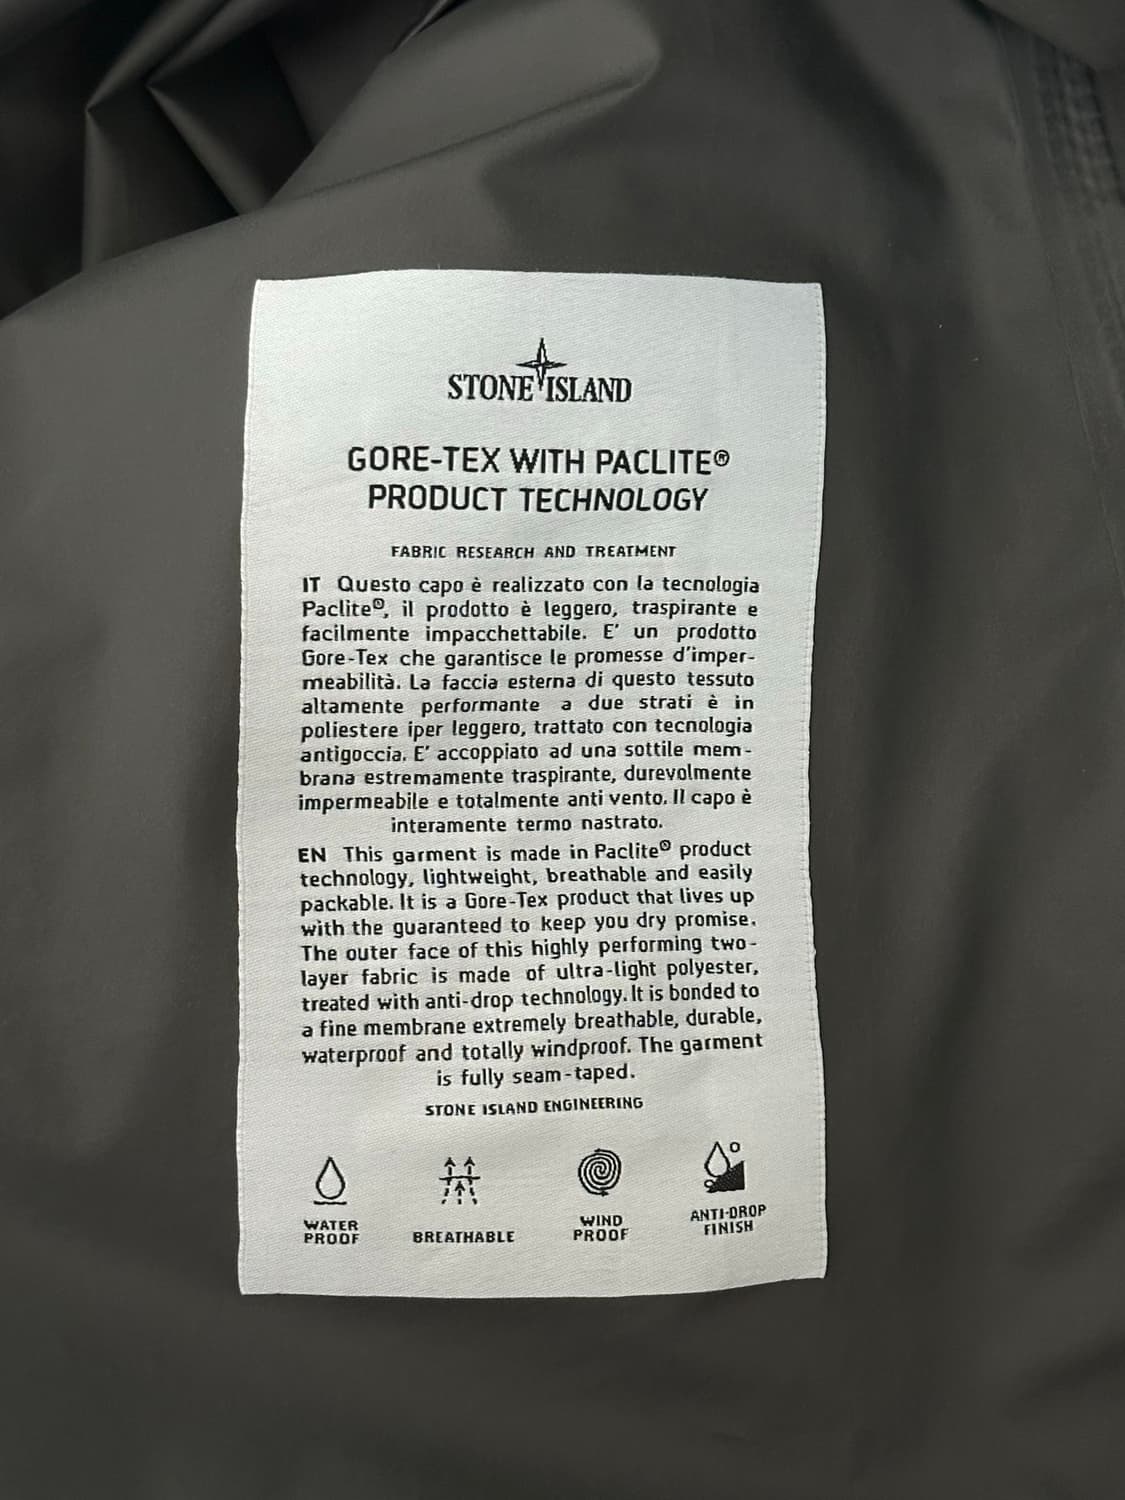 STONE ISLAND
GORE-TEX WITH PACLITE®
PRODUCT TECHNOLOGY
FABRIC RESEARCH AND TREATMENT
IT Questo capo è realizzato con la tecnologia
Paclite®, il prodotto è leggero, traspirante e
facilmente impacchettabile. E' un prodotto
Gore-Tex che garantisce le promesse d'imper-
meabilità. La faccia esterna di questo tessuto
altamente performante a due strati è in
poliestere iper leggero, trattato con tecnologia
antigoccia. E' accoppiato ad una sottile mem-
brana estremamente traspirante, durevolmente
impermeabile e totalmente anti vento. Il capo è
interamente termo nastrato.
EN This garment is made in Paclite® product
technology, lightweight, breathable and easily
packable. It is a Gore-Tex product that lives up
with the guaranteed to keep you dry promise.
The outer face of this highly performing two-
layer fabric is made of ultra-light polyester,
treated with anti-drop technology. It is bonded to
a fine membrane extremely breathable, durable,
waterproof and totally windproof. The garment
is fully seam-taped.
STONE ISLAND ENGINEERING
WATER
PROOF
BREATHABLE
WIND
PROOF
ANTI-DROP
FINISH